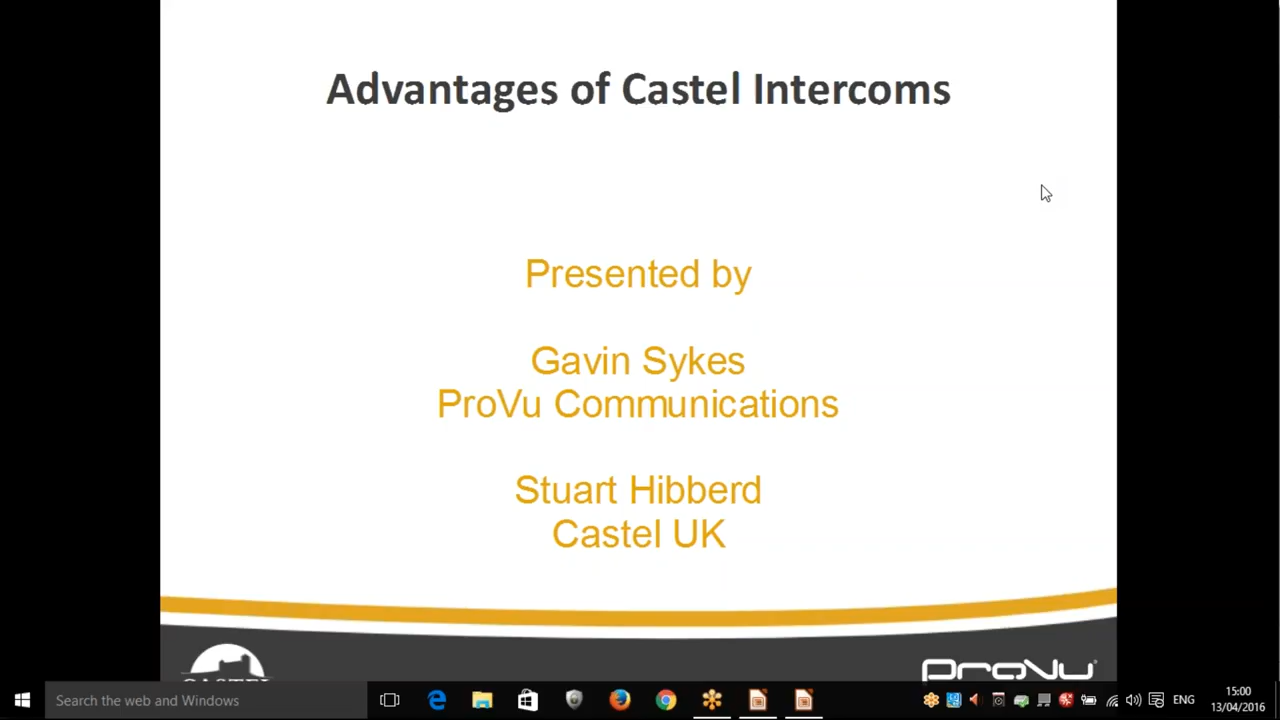 Advantages of Castel Intercoms
Presented by
Gavin Sykes
ProVu Communications
Stuart Hibberd
Castel UK
CASTEL
ProVu
Search the web and Windows
ENG
15:00
13/04/2016